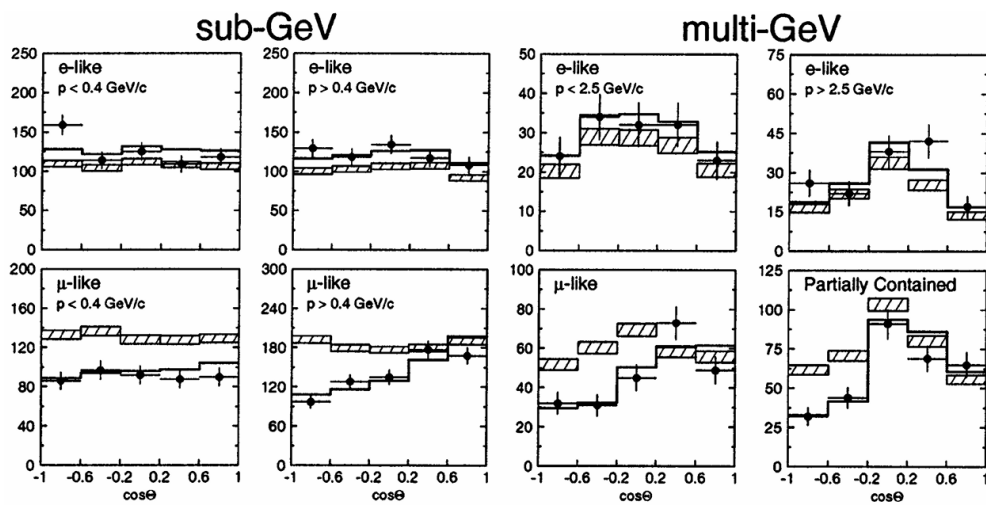 sub-GeV
multi-GeV
250
200
150
100
50
0
e-like
p < 0.4 GeV/c
250
200
150
100
50
0
e-like
p > 0.4 GeV/c
50
40
30
20
10
0
e-like
p < 2.5 GeV/c
75
60
45
30
15
0
e-like
p > 2.5 GeV/c
200
160
120
80
40
0
μ-like
p < 0.4 GeV/c
-1 -0.6 -0.2 0.2 0.6 1
cosΘ
300
240
180
120
60
0
μ-like
p > 0.4 GeV/c
-1 -0.6 -0.2 0.2 0.6 1
cosΘ
100
80
60
40
20
0
μ-like
-1 -0.6 -0.2 0.2 0.6 1
cosΘ
125
100
75
50
25
0
Partially Contained
-1 -0.6 -0.2 0.2 0.6 1
cosΘ